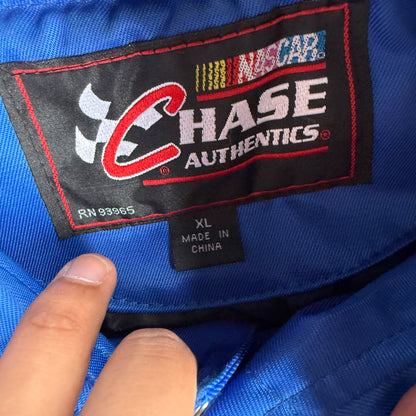 NASCAR
CHASE
AUTHENTICS
RN 93965
XL
MADE IN
CHINA